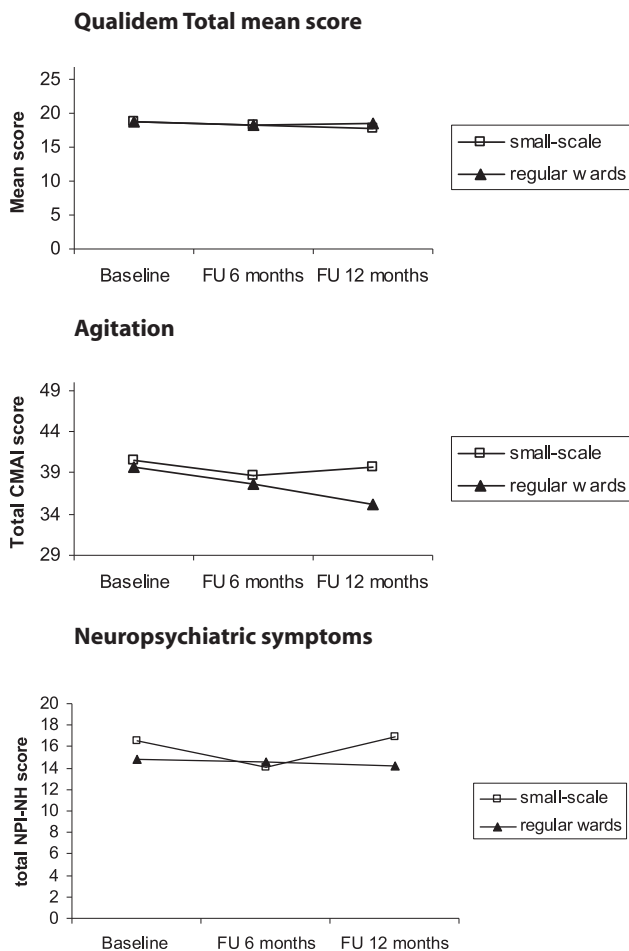 Qualidem Total mean score
Mean score
25
20
15
10
5
0
Baseline FU 6 months FU 12 months
small-scale
regular wards
Agitation
Total CMAI score
49
44
39
34
29
Baseline FU 6 months FU 12 months
small-scale
regular wards
Neuropsychiatric symptoms
total NPI-NH score
20
18
16
14
12
10
8
6
4
2
0
Baseline FU 6 months FU 12 months
small-scale
regular wards